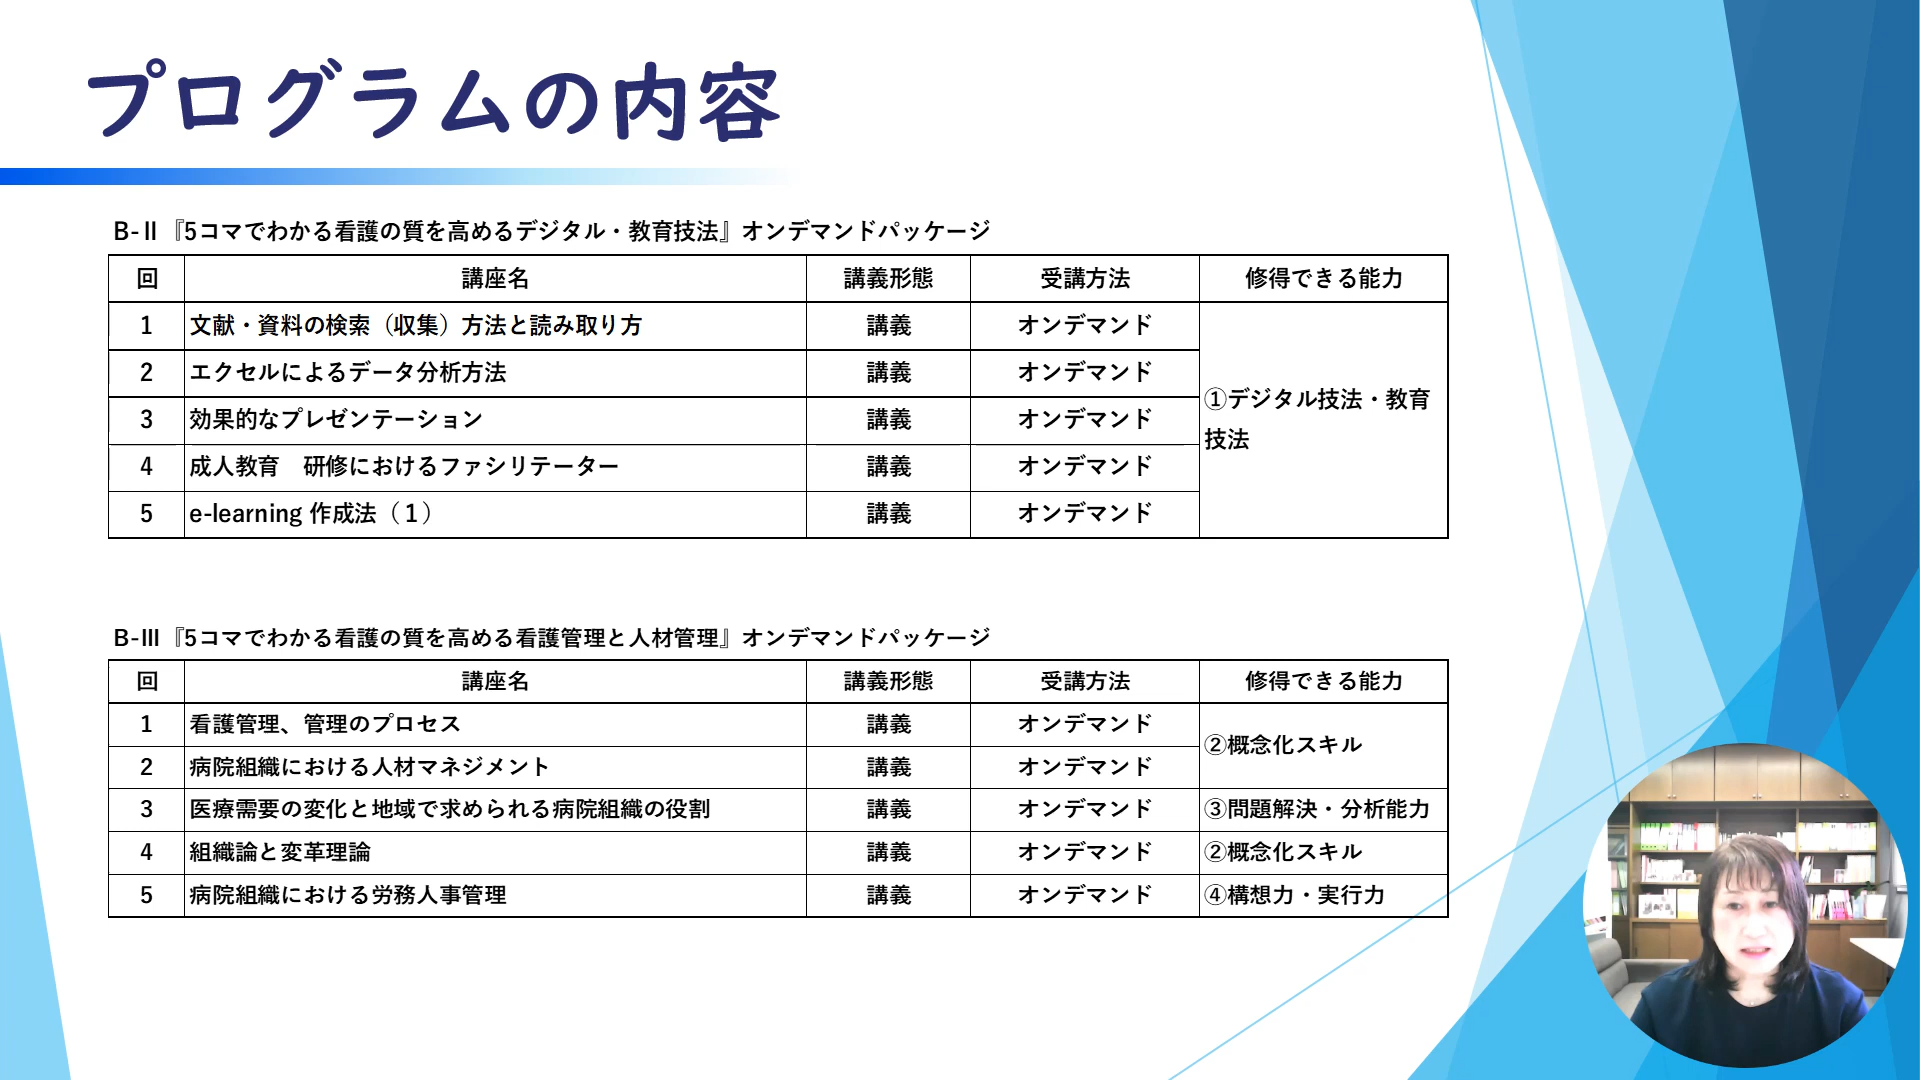 プログラムの内容
B-Ⅱ『5コマでわかる看護の質を高めるデジタル・教育技法』オンデマンドパッケージ
回 講座名 講義形態 受講方法 修得できる能力
1 文献・資料の検索（収集）方法と読み取り方 講義 オンデマンド
2 エクセルによるデータ分析方法 講義 オンデマンド
①デジタル技法・教育
3 効果的なプレゼンテーション 講義 オンデマンド
技法
4 成人教育　研修におけるファシリテーター 講義 オンデマンド
5 e-learning 作成法（１） 講義 オンデマンド
B-Ⅲ『5コマでわかる看護の質を高める看護管理と人材管理』オンデマンドパッケージ
回 講座名 講義形態 受講方法 修得できる能力
1 看護管理、管理のプロセス 講義 オンデマンド
②概念化スキル
2 病院組織における人材マネジメント 講義 オンデマンド
3 医療需要の変化と地域で求められる病院組織の役割 講義 オンデマンド ③問題解決・分析能力
4 組織論と変革理論 講義 オンデマンド ②概念化スキル
5 病院組織における労務人事管理 講義 オンデマンド ④構想力・実行力